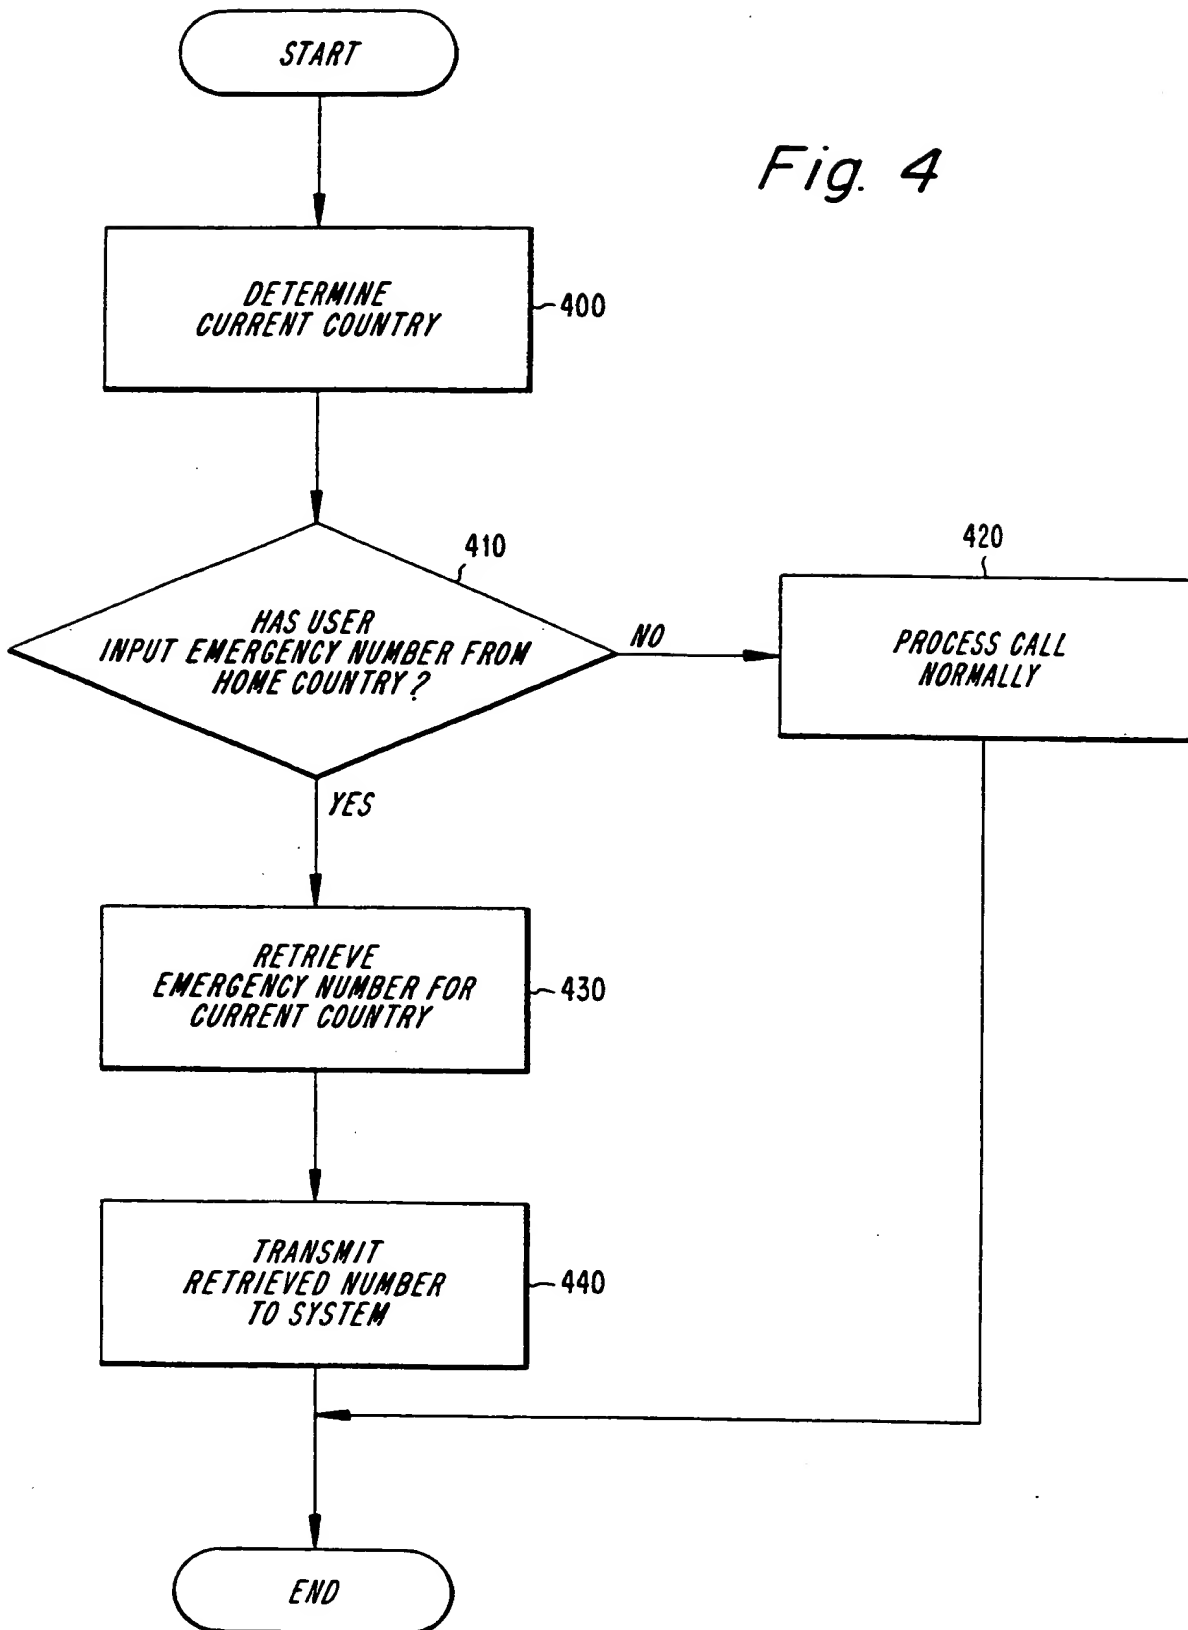 START
Fig. 4
DETERMINE
CURRENT COUNTRY
400
410
HAS USER
INPUT EMERGENCY NUMBER FROM
HOME COUNTRY?
NO
420
PROCESS CALL
NORMALLY
YES
RETRIEVE
EMERGENCY NUMBER FOR
CURRENT COUNTRY
430
TRANSMIT
RETRIEVED NUMBER
TO SYSTEM
440
END